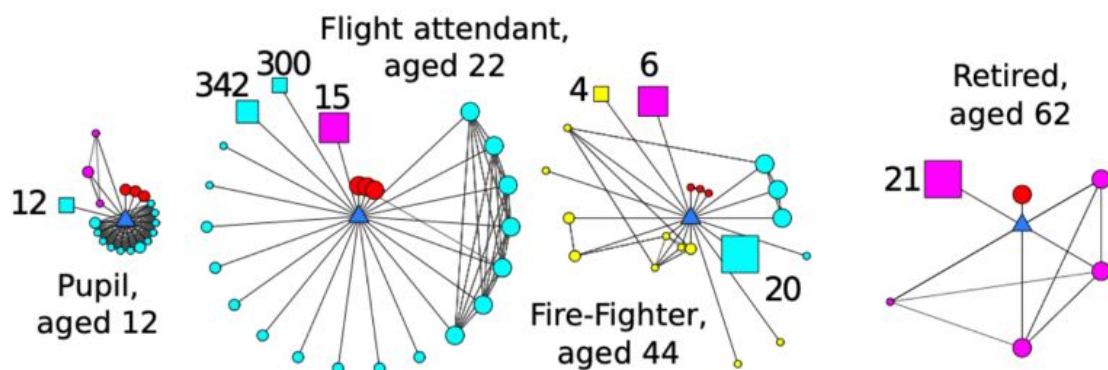 Flight attendant,
aged 22
300
342
15
6
4
Retired,
aged 62
21
12
20
Pupil,
aged 12
Fire-Fighter,
aged 44